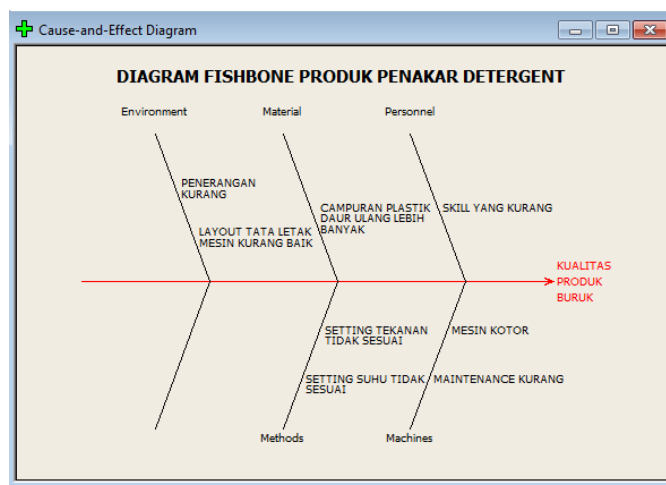 Cause-and-Effect Diagram
DIAGRAM FISHBONE PRODUK PENAKAR DETERGENT
Environment
Material
Personnel
PENERANGAN
KURANG
LAYOUT TATA LETAK
MESIN KURANG BAIK
CAMPURAN PLASTIK
DAUR ULANG LEBIH
BANYAK
SKILL YANG KURANG
KUALITAS
PRODUK
BURUK
SETTING TEKANAN
TIDAK SESUAI
SETTING SUHU TIDAK
SESUAI
MESIN KOTOR
MAINTENANCE KURANG
Methods
Machines